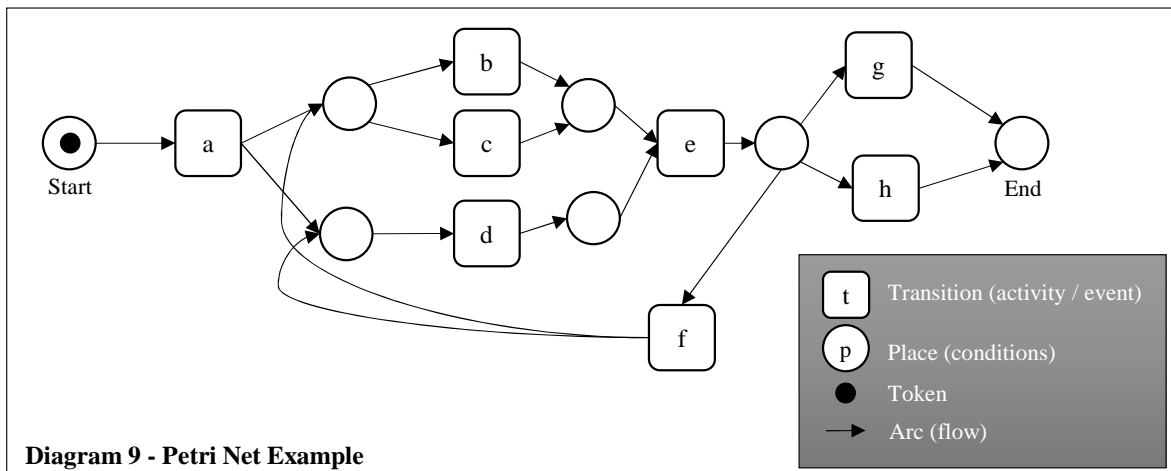 b
g
a
c
e
Start
h
End
d
t Transition (activity / event)
f
p Place (conditions)
Token
Arc (flow)
Diagram 9 - Petri Net Example